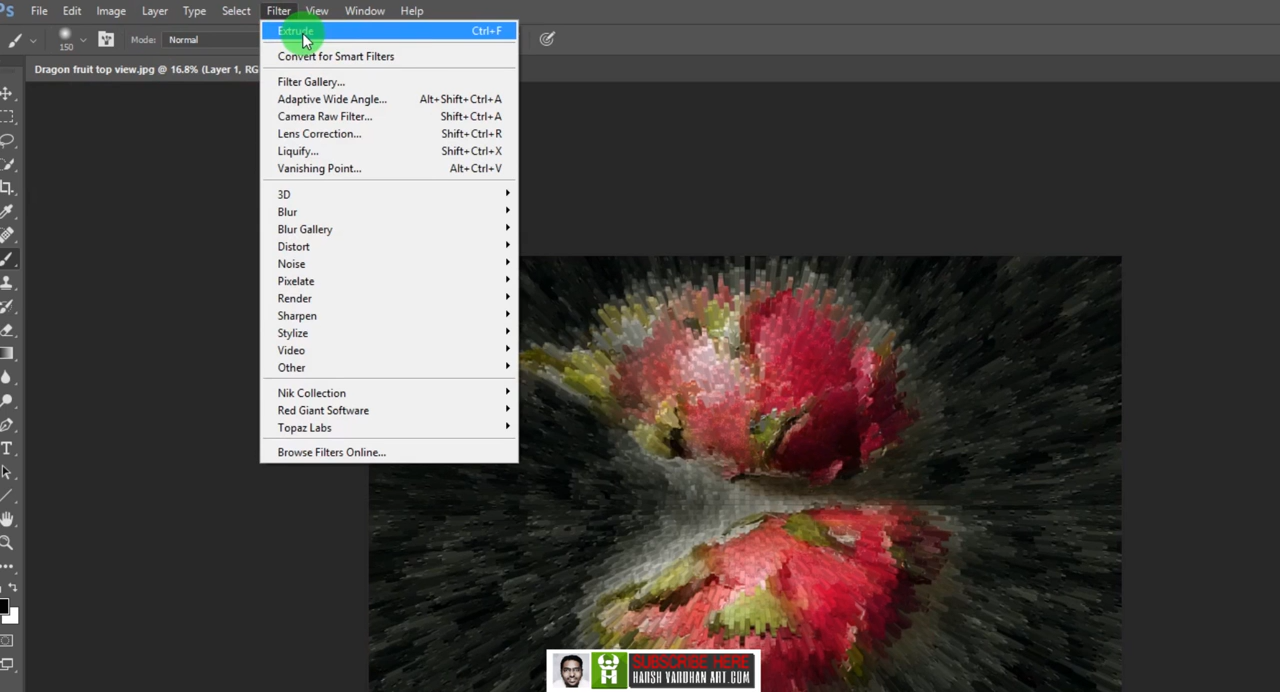 Ps File Edit Image Layer Type Select Filter View Window Help
150 Mode: Normal
Dragon fruit top view.jpg @ 16.8% (Layer 1, RG
Extrude Ctrl+F
Convert for Smart Filters
Filter Gallery...
Adaptive Wide Angle... Alt+Shift+Ctrl+A
Camera Raw Filter... Shift+Ctrl+A
Lens Correction... Shift+Ctrl+R
Liquify... Shift+Ctrl+X
Vanishing Point... Alt+Ctrl+V
3D
Blur
Blur Gallery
Distort
Noise
Pixelate
Render
Sharpen
Stylize
Video
Other
Nik Collection
Red Giant Software
Topaz Labs
Browse Filters Online...
SUBSCRIBE HERE
HARSH VARDHAN ART.COM